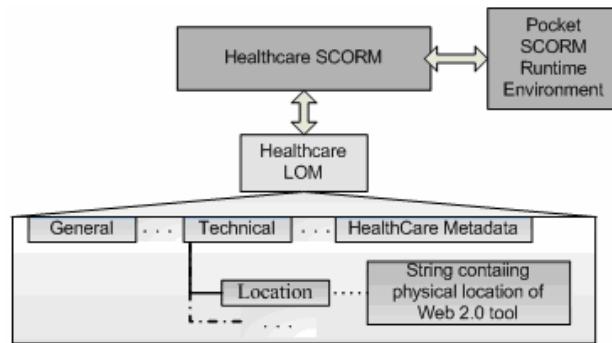 Healthcare SCORM
Pocket
SCORM
Runtime
Environment
Healthcare
LOM
General . . . Technical . . . HealthCare Metadata
Location ...... String contaiing
physical location of
Web 2.0 tool
. . .